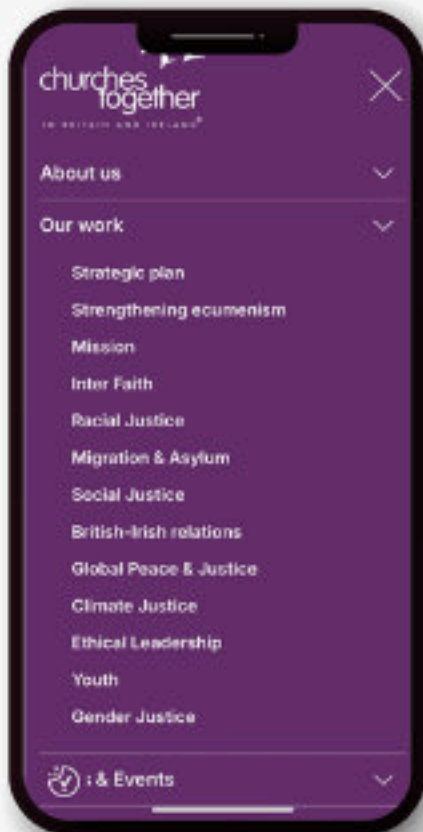 churches
together
IN BRITAIN AND IRELAND®
About us
Our work
Strategic plan
Strengthening ecumenism
Mission
Inter Faith
Racial Justice
Migration & Asylum
Social Justice
British-Irish relations
Global Peace & Justice
Climate Justice
Ethical Leadership
Youth
Gender Justice
& Events